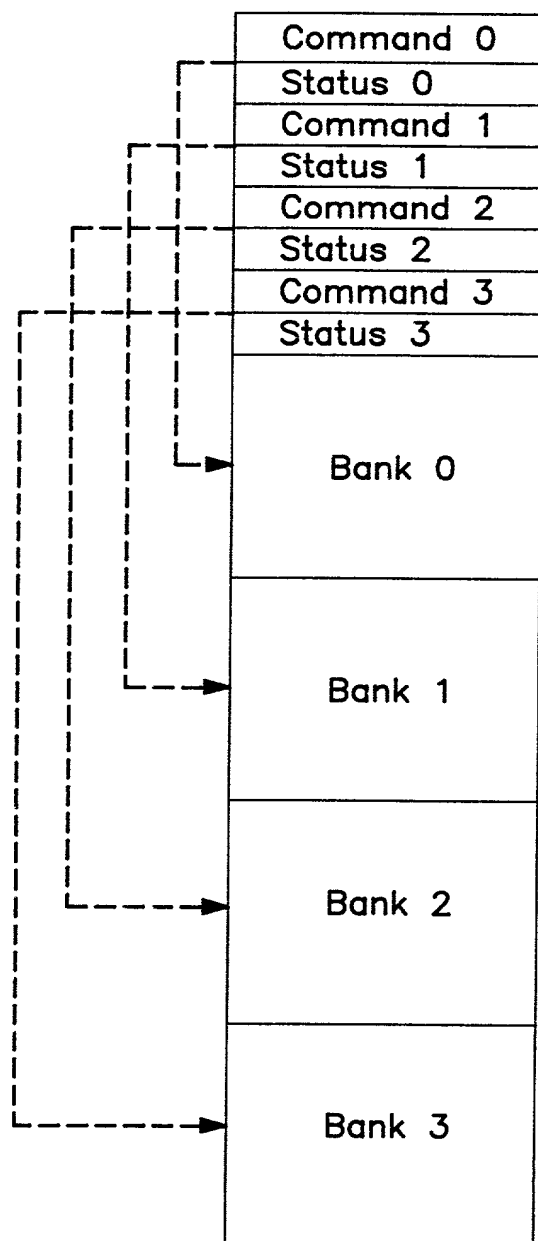 Command 0
Status 0
Command 1
Status 1
Command 2
Status 2
Command 3
Status 3
Bank 0
Bank 1
Bank 2
Bank 3